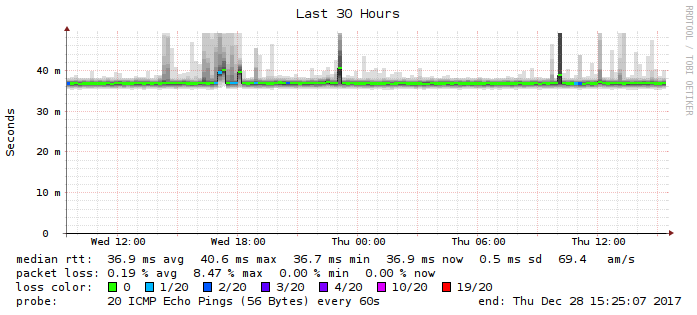 Last 30 Hours
RRDTOOL / TOBI OETIKER
Seconds
40 m
30 m
20 m
10 m
0
Wed 12:00 Wed 18:00 Thu 00:00 Thu 06:00 Thu 12:00
median rtt: 36.9 ms avg 40.6 ms max 36.7 ms min 36.9 ms now 0.5 ms sd 69.4 am/s
packet loss: 0.19 % avg 8.47 % max 0.00 % min 0.00 % now
loss color: 0 1/20 2/20 3/20 4/20 10/20 19/20
probe: 20 ICMP Echo Pings (56 Bytes) every 60s end: Thu Dec 28 15:25:07 2017